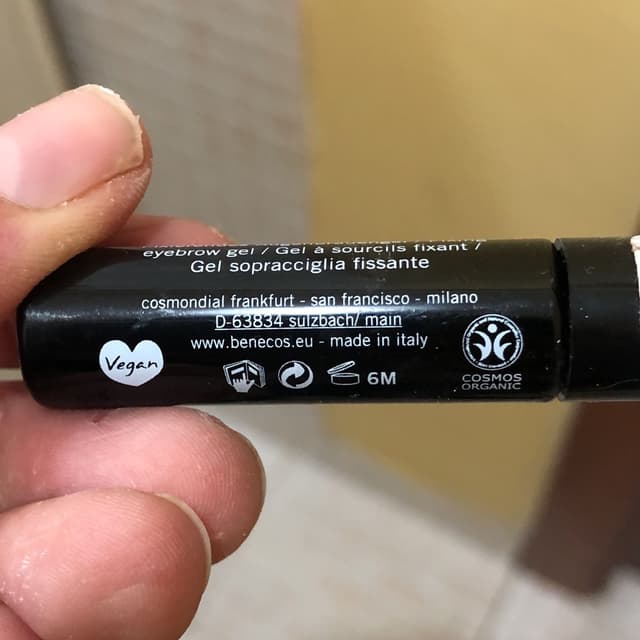 eyebrow gel / Gel à sourcils fixant /
Gel sopracciglia fissante
cosmondial frankfurt - san francisco - milano
D-63834 sulzbach/ main
www.benecos.eu - made in italy
Vegan
6M
COSMOS
ORGANIC